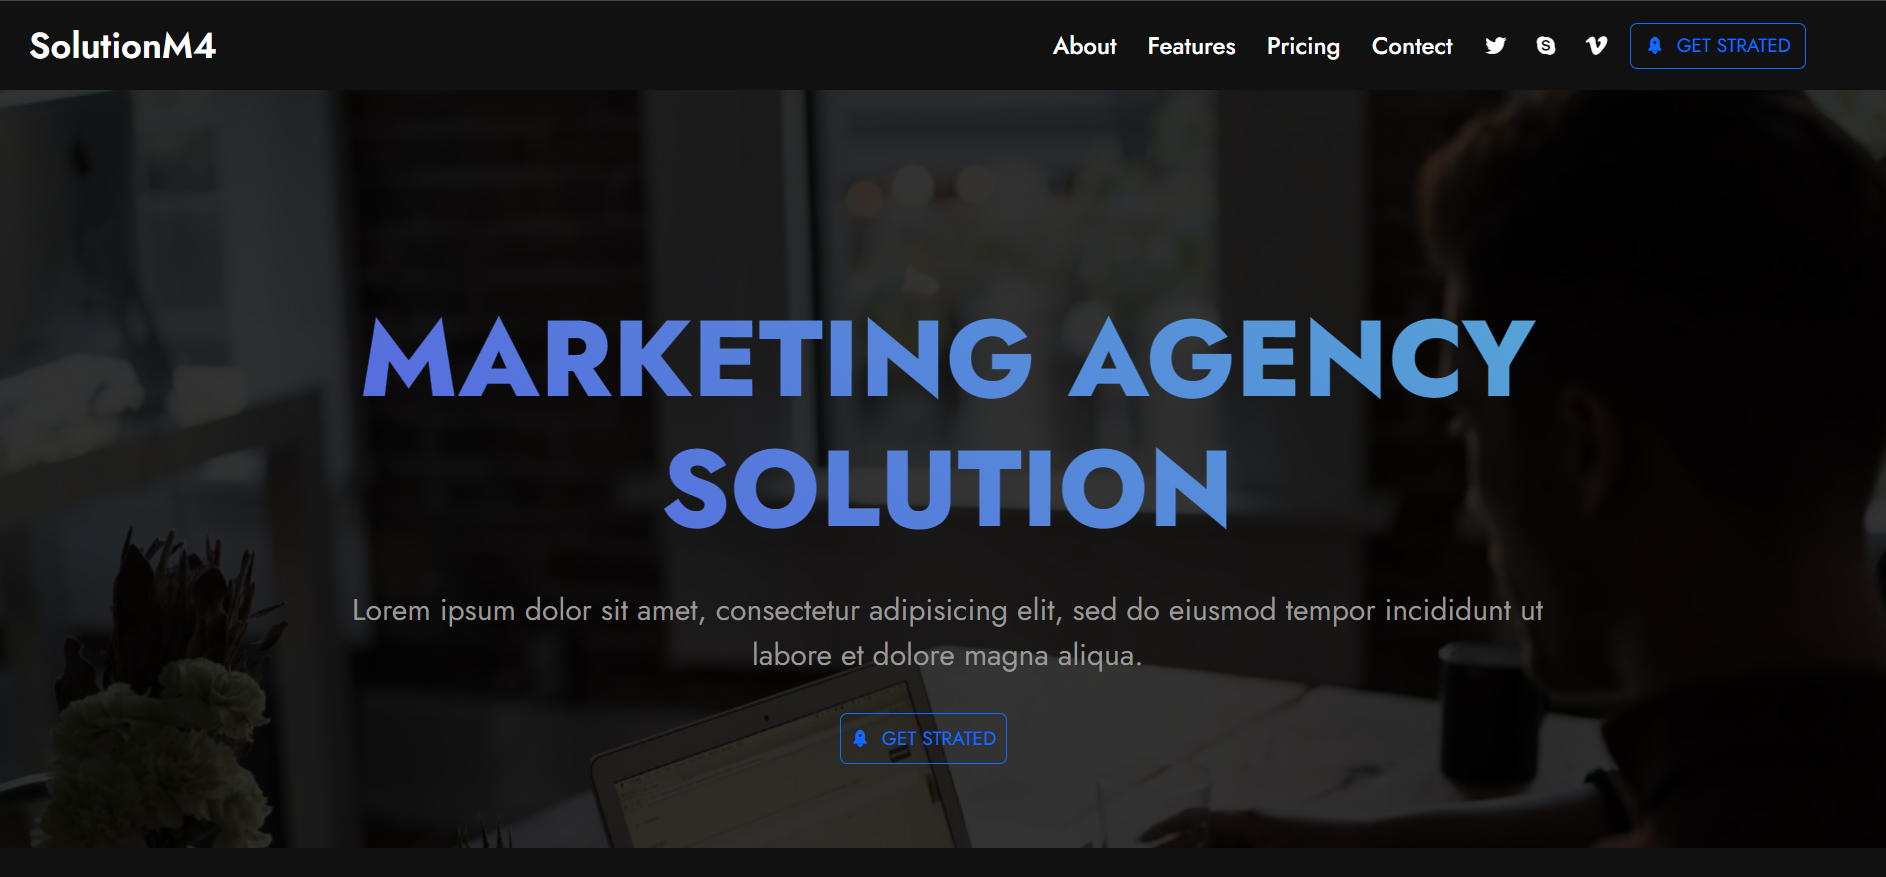 SolutionM4
About Features Pricing Contect GET STRATED
MARKETING AGENCY
SOLUTION
Lorem ipsum dolor sit amet, consectetur adipisicing elit, sed do eiusmod tempor incididunt ut
labore et dolore magna aliqua.
GET STRATED